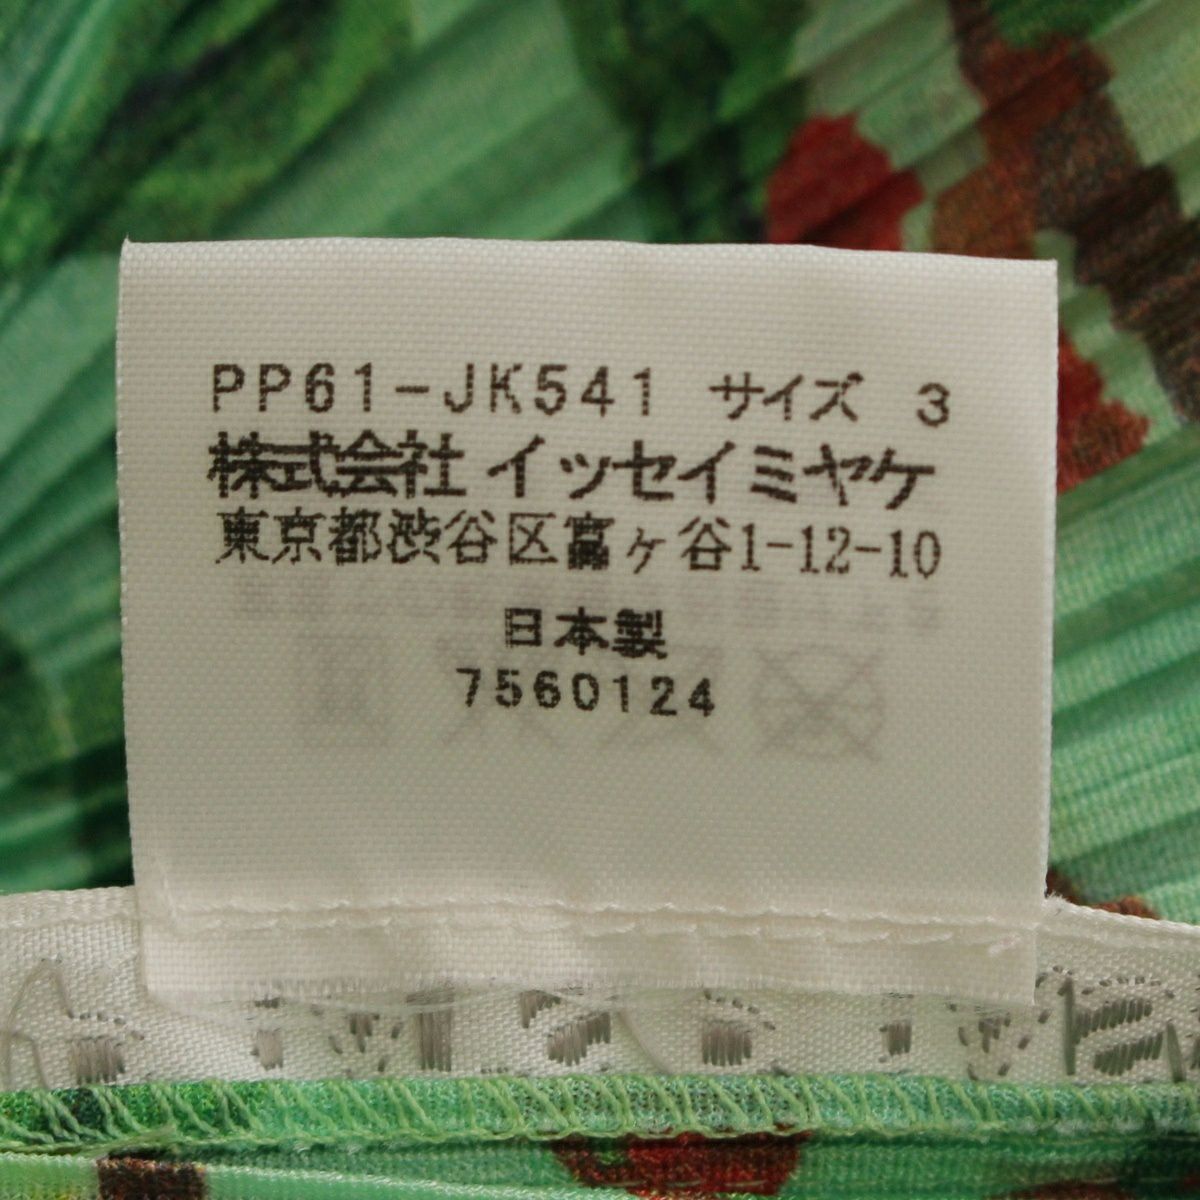 PP61-JK541 サイズ 3
株式会社イッセイミヤケ
東京都渋谷区富ヶ谷1-12-10
日本製
7560124